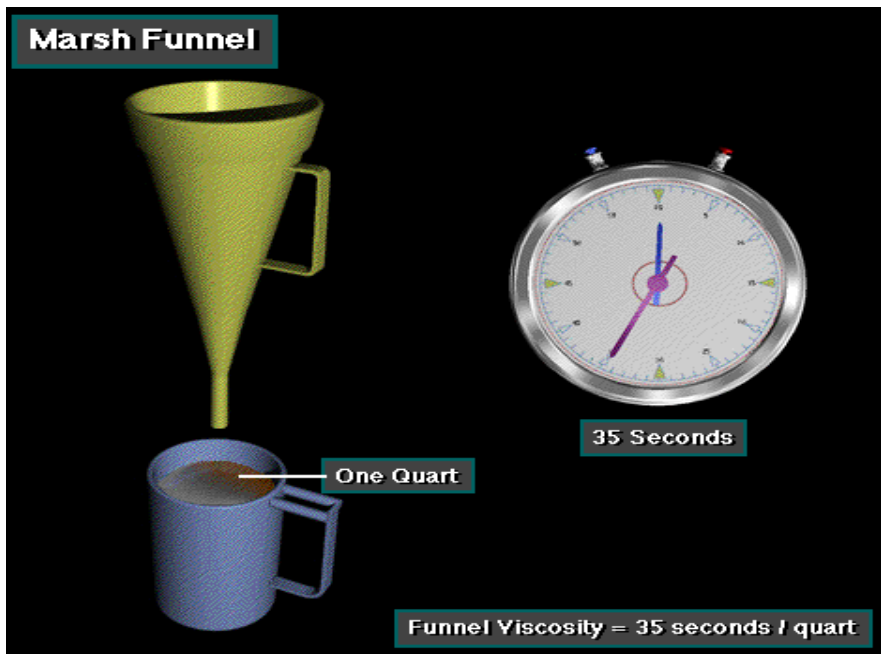 Marsh Funnel
35 Seconds
One Quart
Funnel Viscosity = 35 seconds / quart